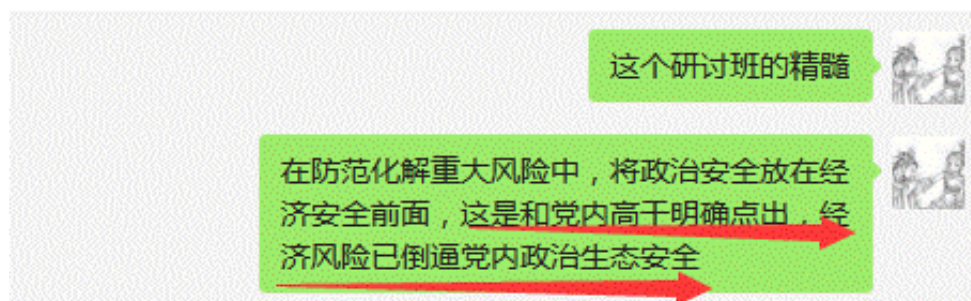 这个研讨班的精髓
在防范化解重大风险中，将政治安全放在经
济安全前面，这是和党内高干明确点出，经
济风险已倒逼党内政治生态安全